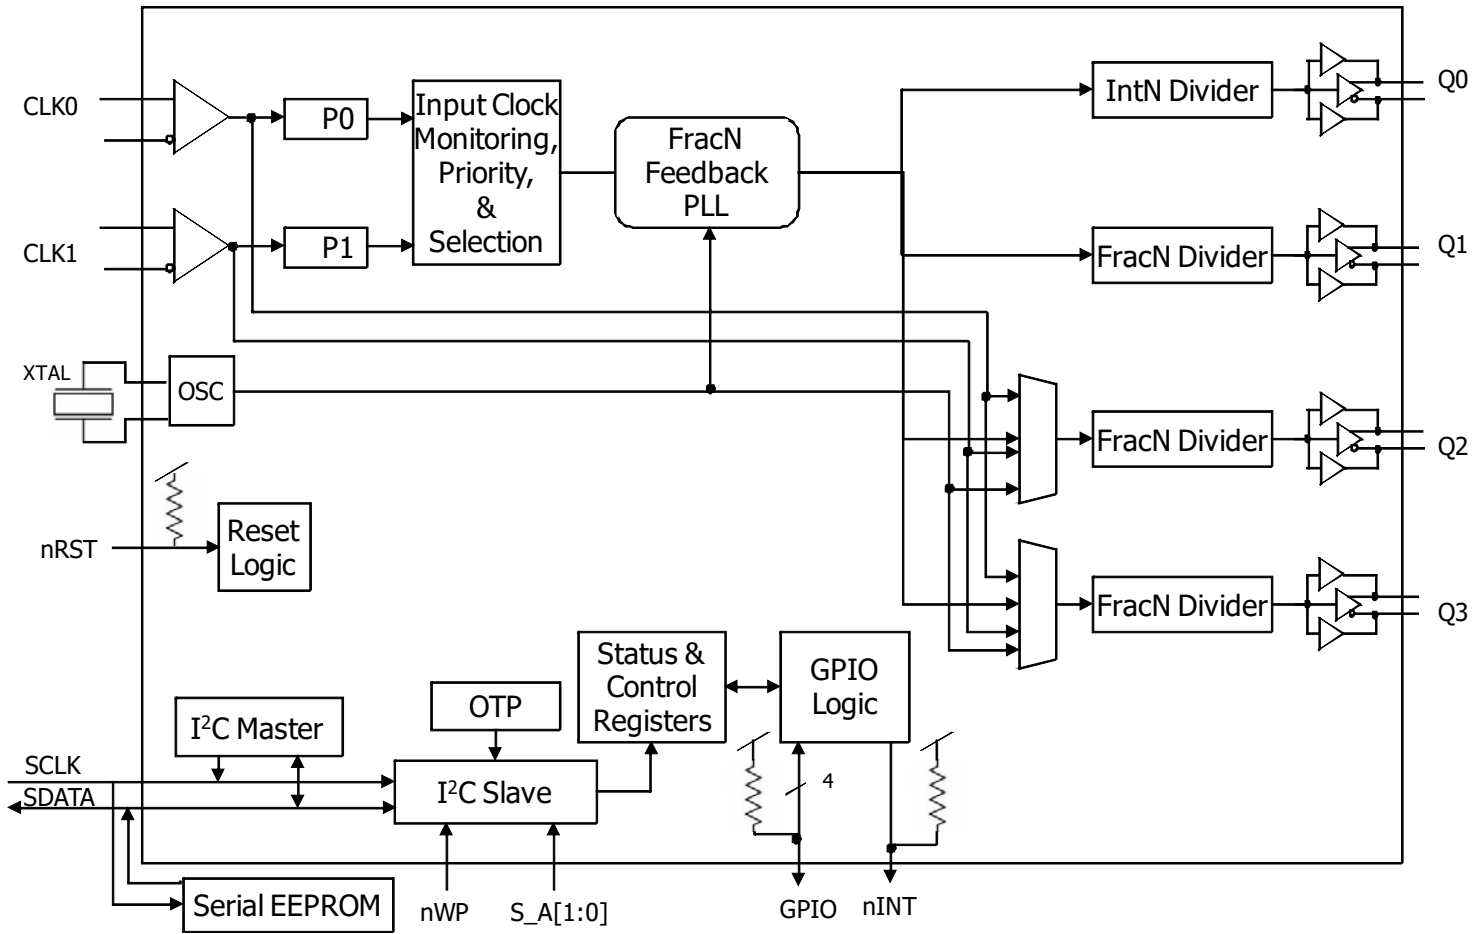 CLK0
P0
Input Clock
Monitoring,
Priority,
&
Selection
FracN
Feedback
PLL
IntN Divider
Q0
CLK1
P1
FracN Divider
Q1
XTAL
OSC
FracN Divider
Q2
nRST
Reset
Logic
FracN Divider
Q3
Status &
Control
Registers
GPIO
Logic
OTP
I²C Master
SCLK
SDATA
I²C Slave
4
Serial EEPROM
nWP
S_A[1:0]
GPIO
nINT